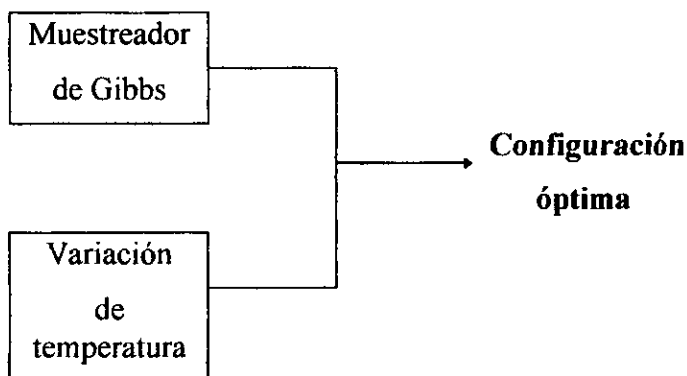 Muestreador
de Gibbs
Configuración
óptima
Variación
de
temperatura